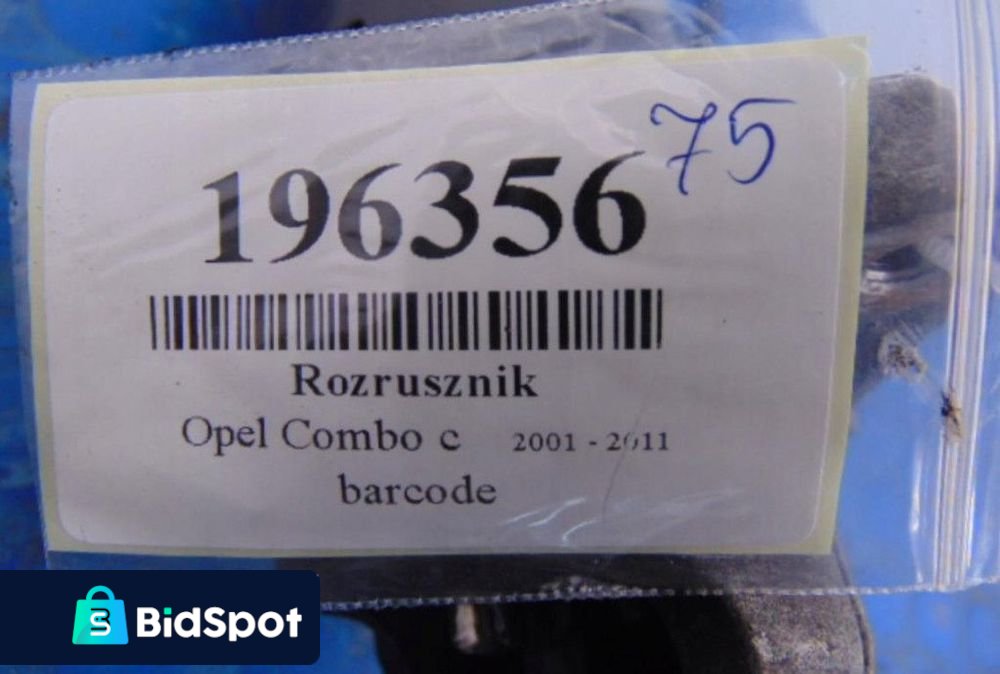 75
196356
Rozrusznik
Opel Combo c 2001 - 2011
barcode
BidSpot